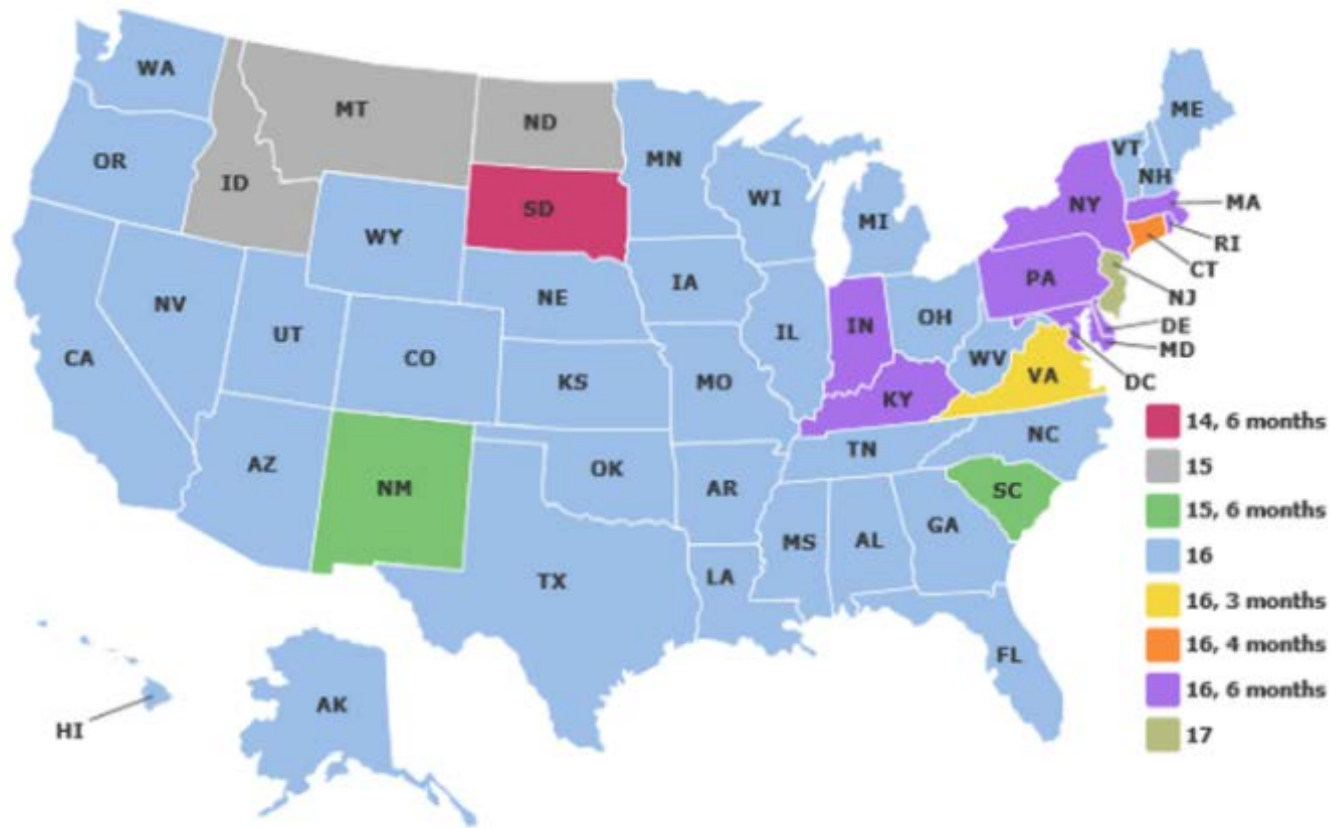 WA
MT
ND
MN
ME
VT
NH
OR
ID
SD
WI
MI
NY
MA
RI
CT
WY
IA
PA
NJ
NE
NV
UT
IL
IN
OH
DE
MD
CA
CO
KS
MO
WV
VA
DC
KY
14, 6 months
NC
TN
15
AZ
NM
OK
AR
SC
15, 6 months
MS
AL
GA
16
TX
LA
16, 3 months
16, 4 months
FL
16, 6 months
AK
HI
17